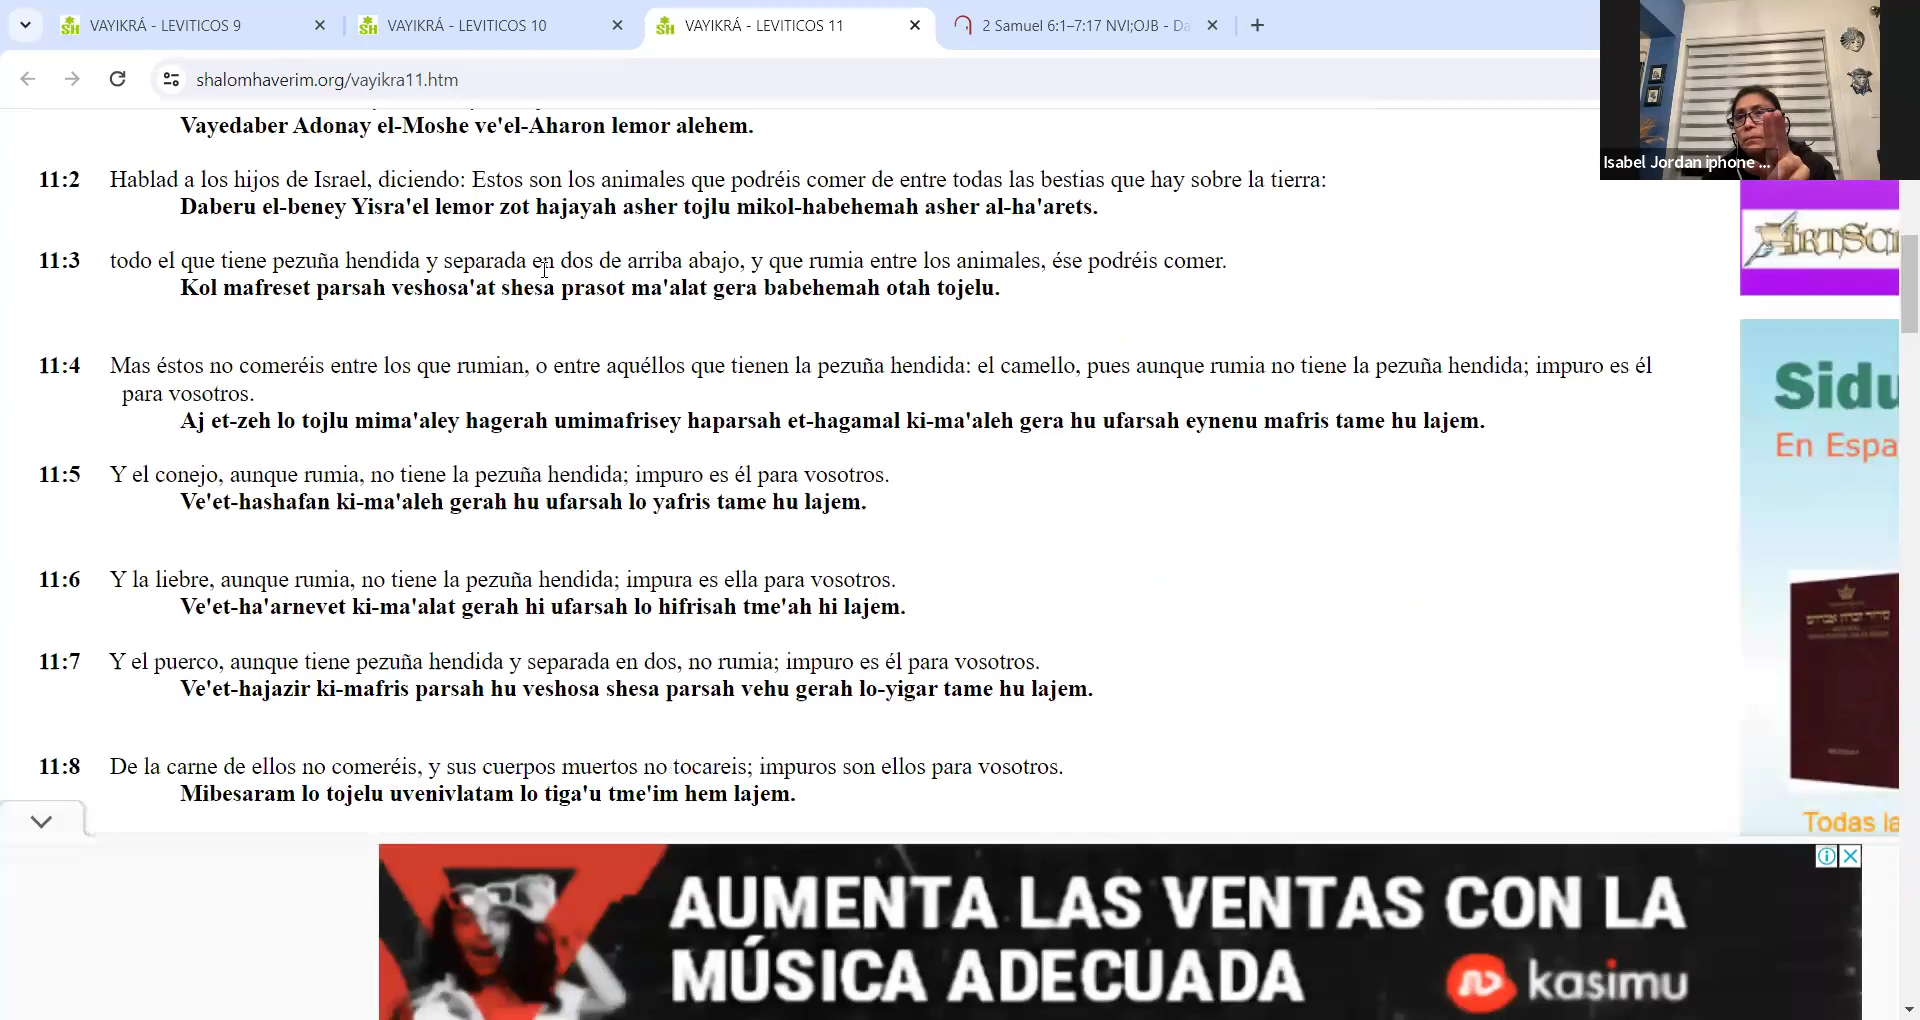 VAYIKRÁ - LEVITICOS 9
VAYIKRÁ - LEVITICOS 10
VAYIKRÁ - LEVITICOS 11
2 Samuel 6:1–7:17 NVI;OJB - Da
shalomhaverim.org/vayikra11.htm
Isabel Jordan iphone ...
Vayedaber Adonay el-Moshe ve'el-Aharon lemor alehem.
11:2 Hablad a los hijos de Israel, diciendo: Estos son los animales que podréis comer de entre todas las bestias que hay sobre la tierra:
Daberu el-beney Yisra'el lemor zot hajayah asher tojlu mikol-habehemah asher al-ha'arets.
11:3 todo el que tiene pezuña hendida y separada en dos de arriba abajo, y que rumia entre los animales, ése podréis comer.
Kol mafreset parsah veshosa'at shesa prasot ma'alat gera babehemah otah tojelu.
11:4 Mas éstos no comeréis entre los que rumian, o entre aquéllos que tienen la pezuña hendida: el camello, pues aunque rumia no tiene la pezuña hendida; impuro es él
para vosotros.
Aj et-zeh lo tojlu mima'aley hagerah umimafrisey haparsah et-hagamal ki-ma'aleh gera hu ufarsah eynenu mafris tame hu lajem.
11:5 Y el conejo, aunque rumia, no tiene la pezuña hendida; impuro es él para vosotros.
Ve'et-hashafan ki-ma'aleh gerah hu ufarsah lo yafris tame hu lajem.
11:6 Y la liebre, aunque rumia, no tiene la pezuña hendida; impura es ella para vosotros.
Ve'et-ha'arnevet ki-ma'alat gerah hi ufarsah lo hifrisah tme'ah hi lajem.
11:7 Y el puerco, aunque tiene pezuña hendida y separada en dos, no rumia; impuro es él para vosotros.
Ve'et-hajazir ki-mafris parsah hu veshosa shesa parsah vehu gerah lo-yigar tame hu lajem.
11:8 De la carne de ellos no comeréis, y sus cuerpos muertos no tocareis; impuros son ellos para vosotros.
Mibesaram lo tojelu uvenivlatam lo tiga'u tme'im hem lajem.
ARTSC
Sidu
En Espa
Todas la
AUMENTA LAS VENTAS CON LA
MÚSICA ADECUADA
kasimu